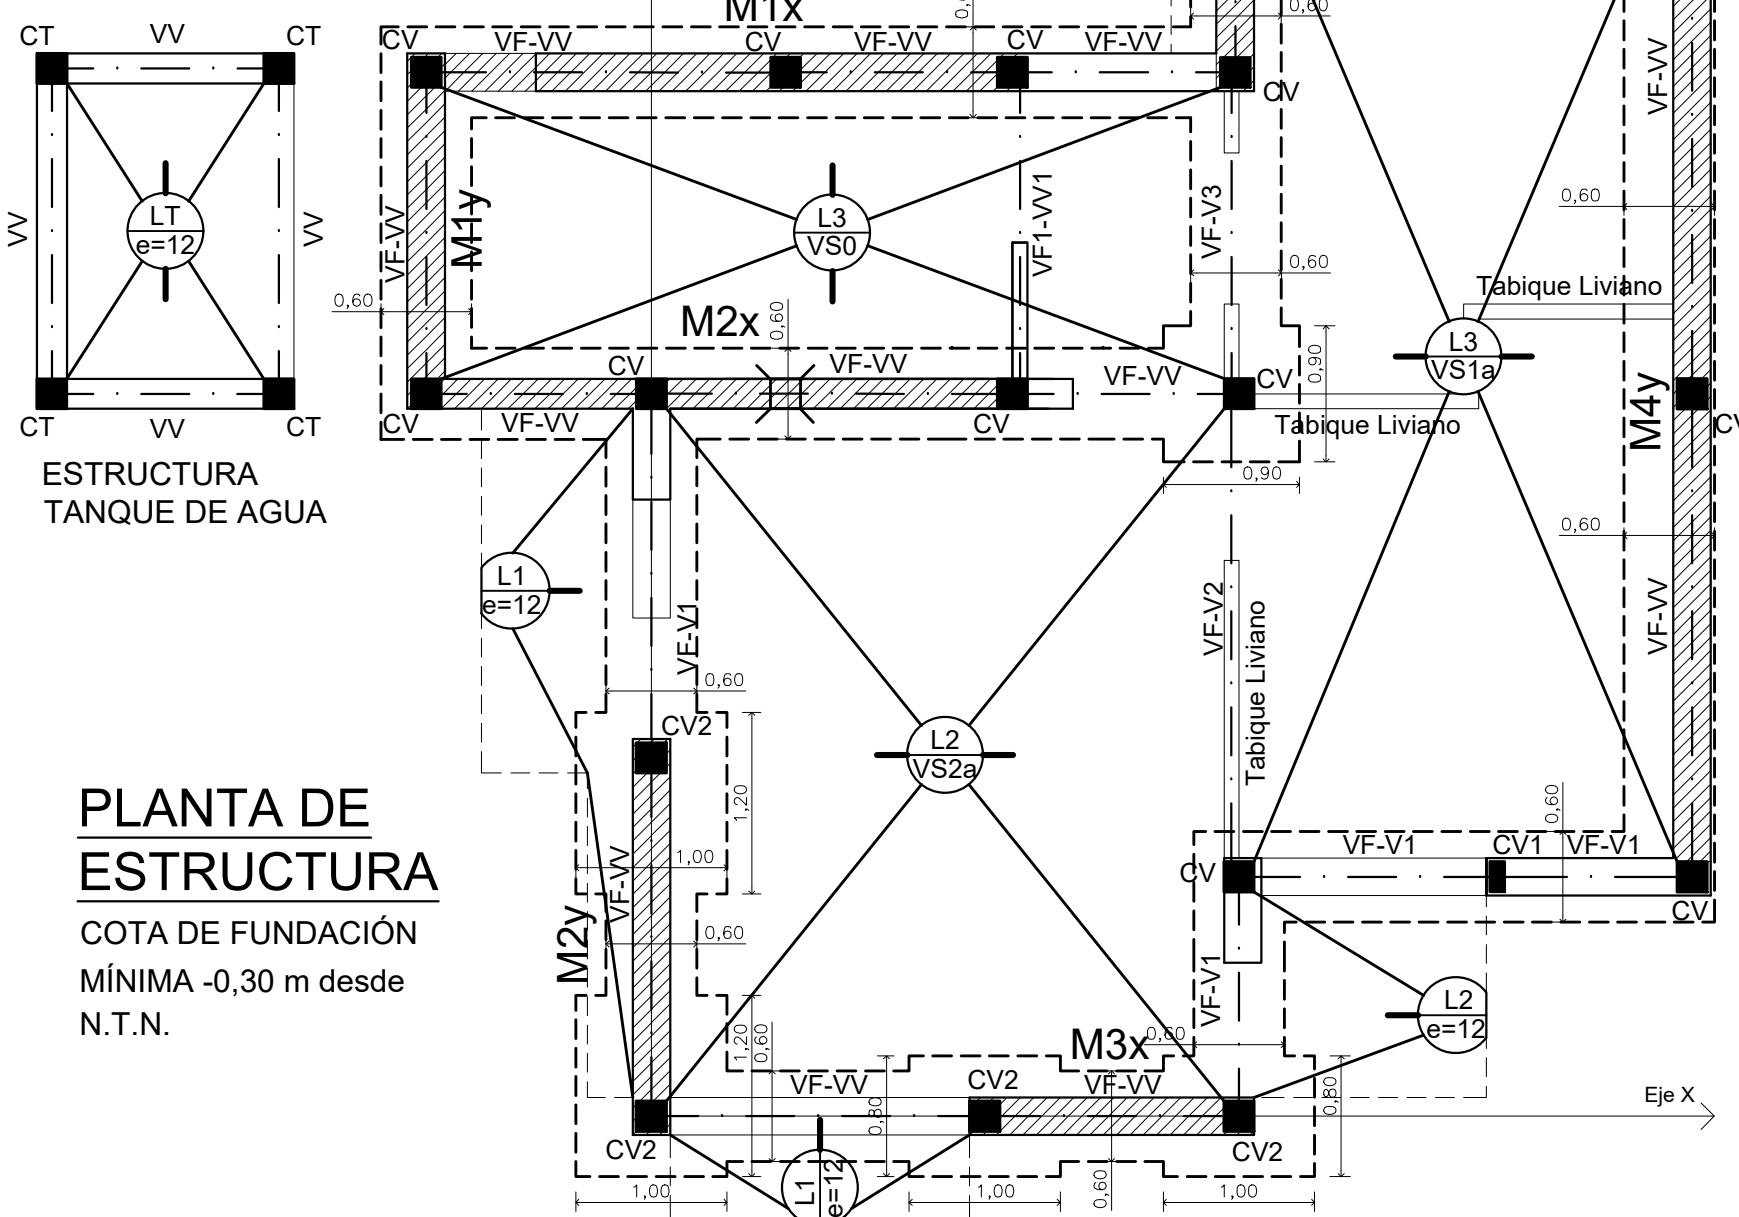 M1x
0,60
CT
VV
CT
CV
VF-VV
CV
VF-VV
CV
VF-VV
CV
VF-VV
LT
e=12
VV
VV
VF-VV
M1y
L3
VS0
VF1-VV1
VF-V3
0,60
0,60
0,60
M2x
0,60
Tabique Liviano
L3
VS1a
0,90
CV
VF-VV
VF-VV
CV
Tabique Liviano
M4y
CT
VV
CT
CV
VF-VV
CV
0,90
ESTRUCTURA
TANQUE DE AGUA
0,60
L1
e=12
VF-V1
VF-V2
Tabique Liviano
VF-VV
0,60
CV2
L2
VS2a
1,20
1,00
0,60
PLANTA DE
ESTRUCTURA
COTA DE FUNDACIÓN
MÍNIMA -0,30 m desde
N.T.N.
VF-VV
M2y
0,60
VF-V1
CV1
VF-V1
CV
CV
VF-V1
L2
e=12
M3x
0,60
1,20
0,60
VF-VV
CV2
VF-VV
0,80
0,80
Eje X
CV2
CV2
L1
e=12
1,00
1,00
0,60
1,00